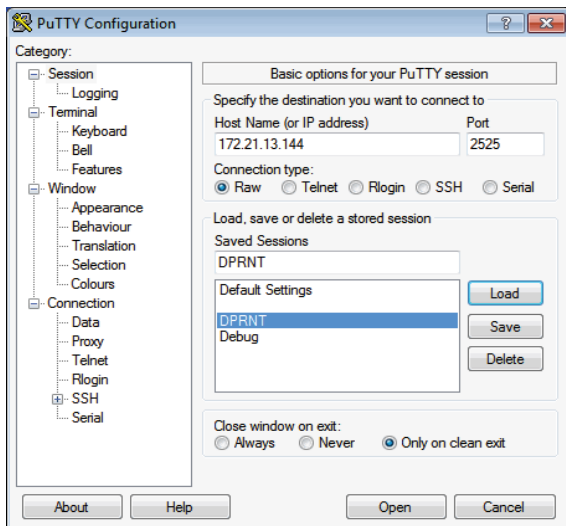 PuTTY Configuration
Category:
Session
Logging
Terminal
Keyboard
Bell
Features
Window
Appearance
Behaviour
Translation
Selection
Colours
Connection
Data
Proxy
Telnet
Rlogin
SSH
Serial
Basic options for your PuTTY session
Specify the destination you want to connect to
Host Name (or IP address) Port
172.21.13.144 2525
Connection type:
Raw Telnet Rlogin SSH Serial
Load, save or delete a stored session
Saved Sessions
DPRNT
Default Settings
DPRNT
Debug
Load
Save
Delete
Close window on exit:
Always Never Only on clean exit
About Help Open Cancel